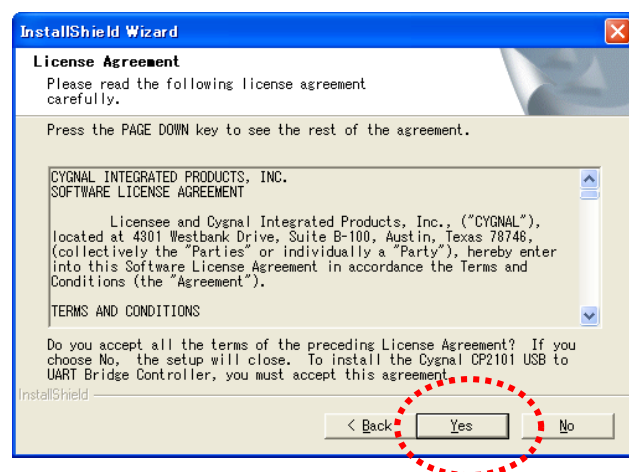 InstallShield Wizard
License Agreement
Please read the following license agreement
carefully.
Press the PAGE DOWN key to see the rest of the agreement.
CYGNAL INTEGRATED PRODUCTS, INC.
SOFTWARE LICENSE AGREEMENT
Licensee and Cygnal Integrated Products, Inc., ("CYGNAL"),
located at 4301 Westbank Drive, Suite B-100, Austin, Texas 78746,
(collectively the "Parties" or individually a "Party"), hereby enter
into this Software License Agreement in accordance the Terms and
Conditions (the "Agreement").
TERMS AND CONDITIONS
Do you accept all the terms of the preceding License Agreement? If you
choose No, the setup will close. To install the Cygnal CP2101 USB to
UART Bridge Controller, you must accept this agreement.
InstallShield
< Back Yes No